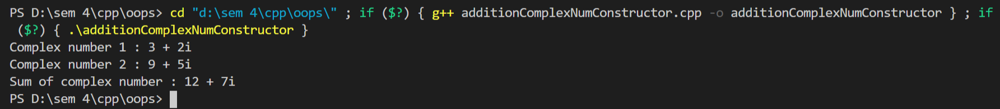 PS D:\sem 4\cpp\oops> cd "d:\sem 4\cpp\oops\" ; if ($?) { g++ additionComplexNumConstructor.cpp -o additionComplexNumConstructor } ; if
($?) { .\additionComplexNumConstructor }
Complex number 1 : 3 + 2i
Complex number 2 : 9 + 5i
Sum of complex number : 12 + 7i
PS D:\sem 4\cpp\oops>